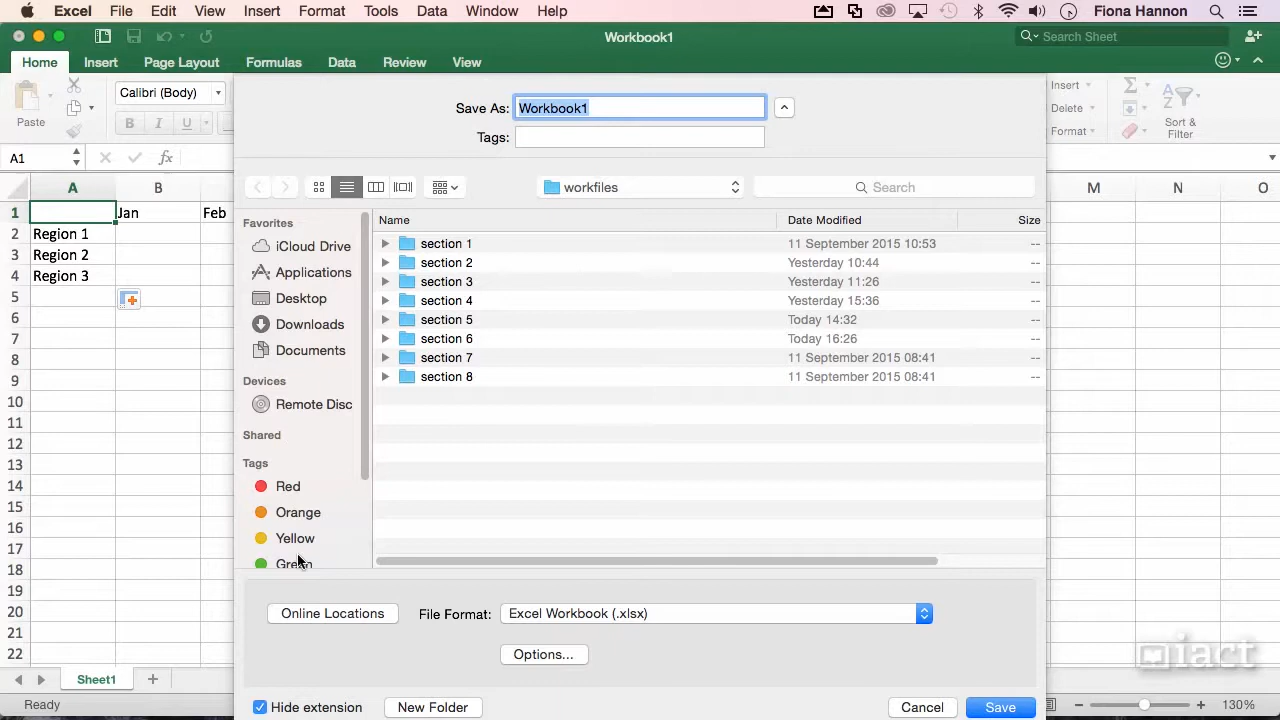 Excel File Edit View Insert Format Tools Data Window Help Fiona Hannon
Workbook1 Search Sheet
Home Insert Page Layout Formulas Data Review View
Paste Calibri (Body) Insert Delete Format Sort & Filter
B I U
Save As: Workbook1
Tags:
A1 fx
workfiles Search
A B M N O
1 Jan Feb
2 Region 1
3 Region 2
4 Region 3
5
6
7
8
9
10
11
12
13
14
15
16
17
18
19
20
21
22
Favorites
iCloud Drive
Applications
Desktop
Downloads
Documents
Devices
Remote Disc
Shared
Tags
Red
Orange
Yellow
Green
Name Date Modified Size
section 1 11 September 2015 10:53 --
section 2 Yesterday 10:44 --
section 3 Yesterday 11:26 --
section 4 Yesterday 15:36 --
section 5 Today 14:32 --
section 6 Today 16:26 --
section 7 11 September 2015 08:41 --
section 8 11 September 2015 08:41 --
Online Locations File Format: Excel Workbook (.xlsx)
Options...
iact
Sheet1
Hide extension New Folder Cancel Save
Ready 130%